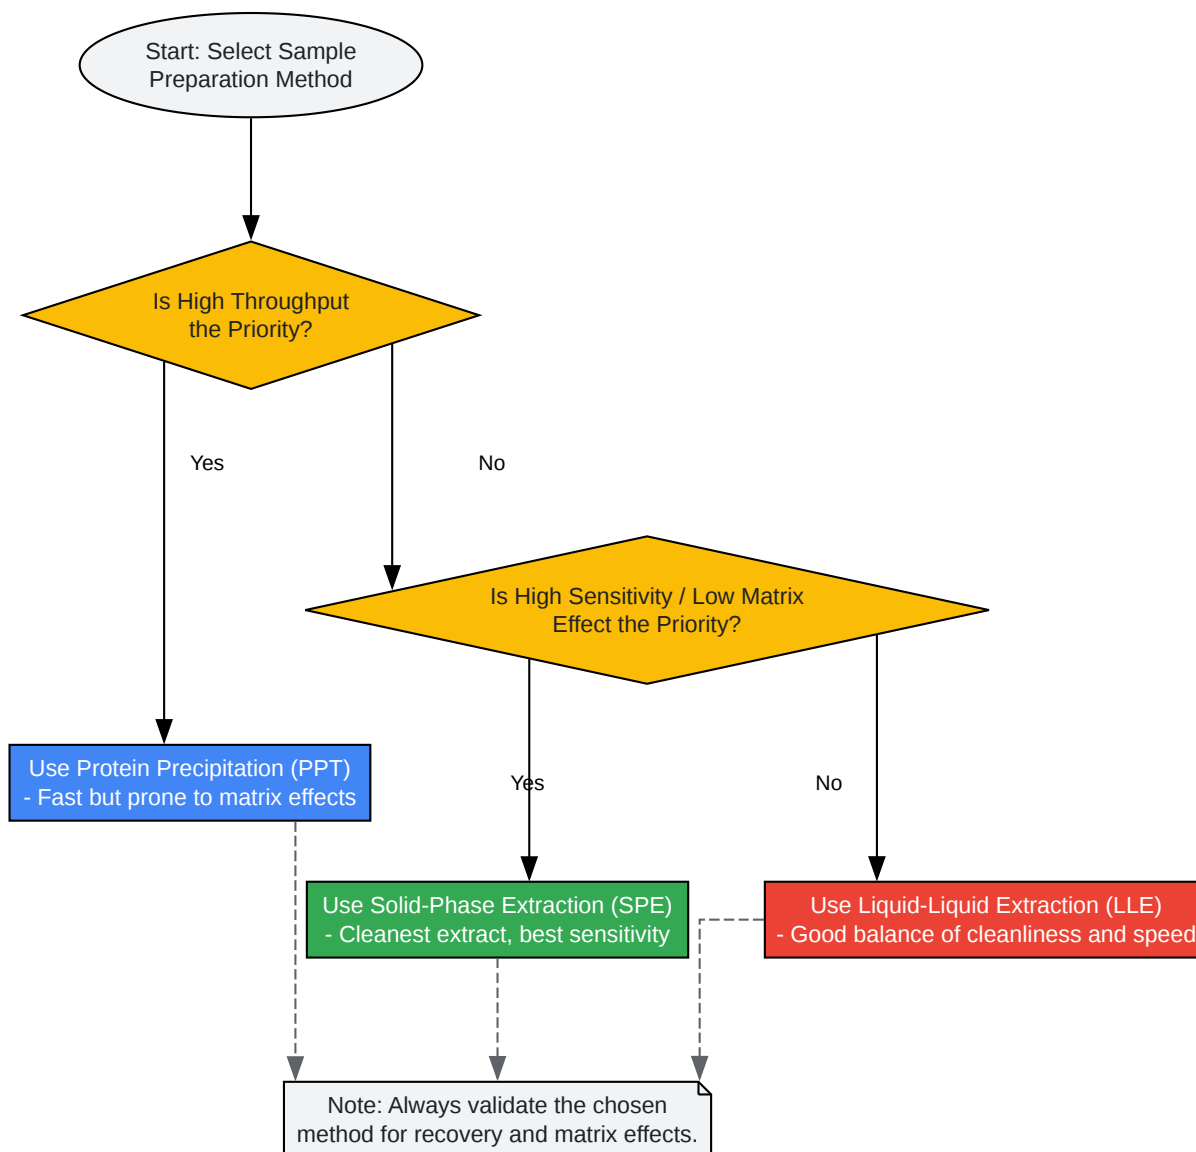 Start: Select Sample
Preparation Method
Is High Throughput
the Priority?
Yes
No
Is High Sensitivity / Low Matrix
Effect the Priority?
Use Protein Precipitation (PPT)
- Fast but prone to matrix effects
Yes
No
Use Solid-Phase Extraction (SPE)
- Cleanest extract, best sensitivity
Use Liquid-Liquid Extraction (LLE)
- Good balance of cleanliness and speed
Note: Always validate the chosen
method for recovery and matrix effects.